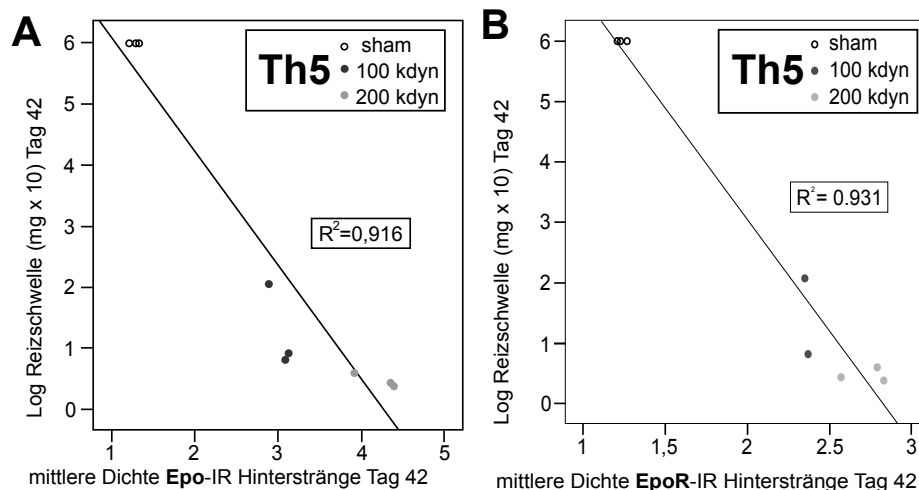 A
Log Reizschwelle (mg x 10) Tag 42
6
5
4
3
2
1
0
Th5
sham
100 kdyn
200 kdyn
R²=0,916
1
2
3
4
5
mittlere Dichte Epo-IR Hinterstränge Tag 42
B
Log Reizschwelle (mg x 10) Tag 42
6
5
4
3
2
1
0
Th5
sham
100 kdyn
200 kdyn
R²= 0.931
1
1,5
2
2.5
3
mittlere Dichte EpoR-IR Hinterstränge Tag 42